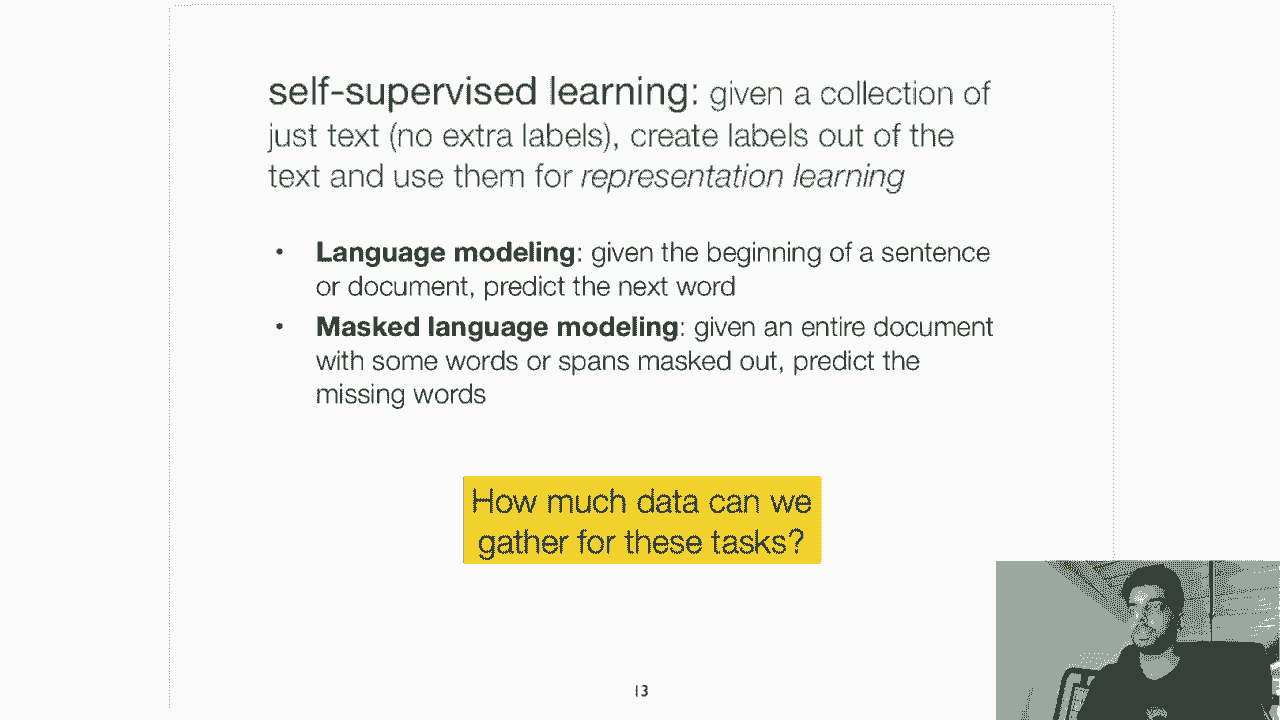 self-supervised learning: given a collection of
just text (no extra labels), create labels out of the
text and use them for representation learning
• Language modeling: given the beginning of a sentence
or document, predict the next word
• Masked language modeling: given an entire document
with some words or spans masked out, predict the
missing words
How much data can we
gather for these tasks?
13